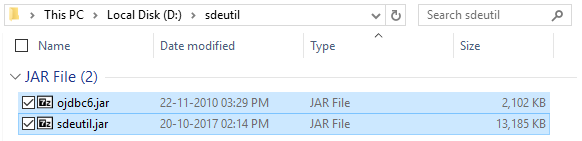 This PC > Local Disk (D:) > sdeutil Search sdeutil
Name Date modified Type Size
JAR File (2)
7z ojdbc6.jar 22-11-2010 03:29 PM JAR File 2,102 KB
7z sdeutil.jar 20-10-2017 02:14 PM JAR File 13,185 KB